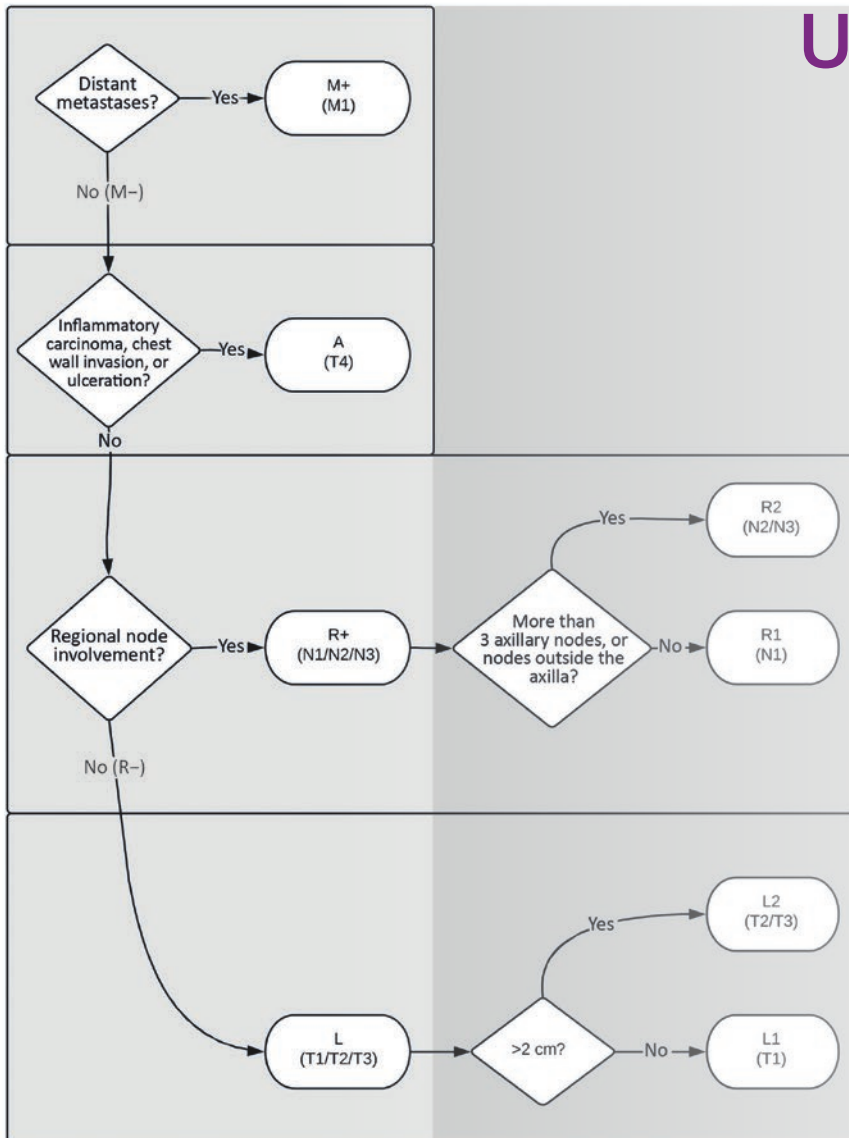 U
Distant
metastases?
Yes
M+
(M1)
No (M−)
Inflammatory
carcinoma, chest
wall invasion, or
ulceration?
Yes
A
(T4)
No
Regional node
involvement?
Yes
R+
(N1/N2/N3)
More than
3 axillary nodes, or
nodes outside the
axilla?
Yes
R2
(N2/N3)
No
R1
(N1)
No (R−)
L
(T1/T2/T3)
>2 cm?
Yes
L2
(T2/T3)
No
L1
(T1)